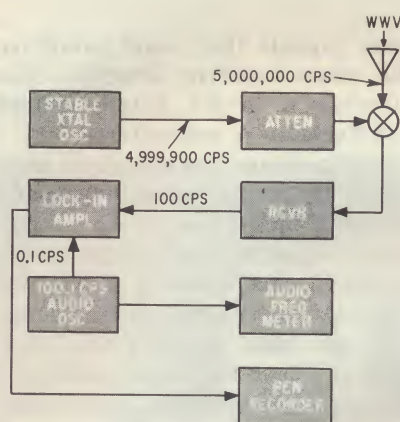 WWV
5,000,000 CPS
STABLE
XTAL
OSC
ATTEN
4,999,900 CPS
LOCK-IN
AMPL
100 CPS
RCVR
0.1 CPS
100.1 CPS
AUDIO
OSC
AUDIO
FREQ
METER
PEN
RECORDER